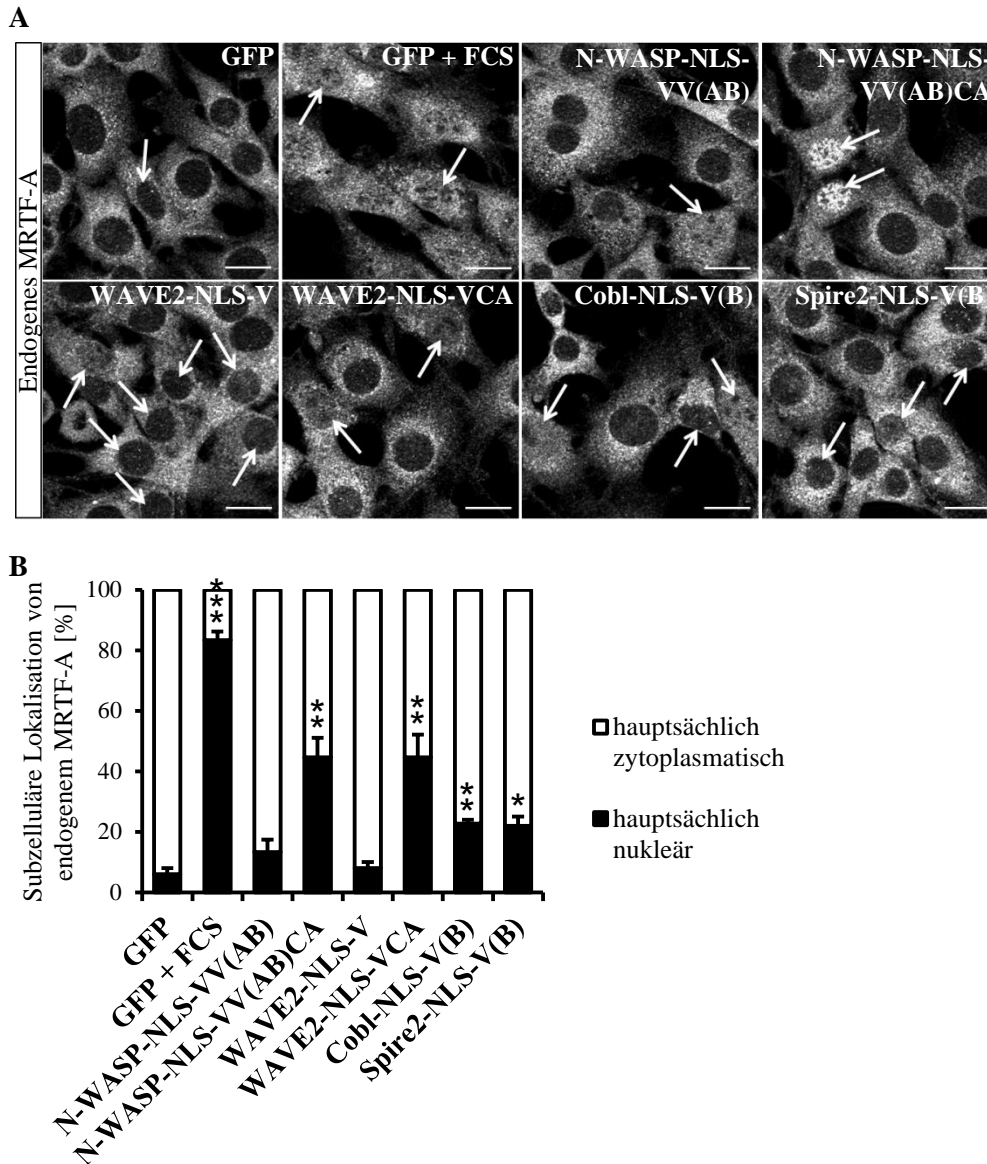 A
GFP
GFP + FCS
N-WASP-NLS-
VV(AB)
N-WASP-NLS-
VV(AB)CA
Endogenes MRTF-A
WAVE2-NLS-V
WAVE2-NLS-VCA
Cobl-NLS-V(B)
Spire2-NLS-V(B
B
Subzelluläre Lokalisation von
endogenem MRTF-A [%]
100
80
60
40
20
0
***
**
**
**
*
GFP
GFP + FCS
N-WASP-NLS-VV(AB)
N-WASP-NLS-VV(AB)CA
WAVE2-NLS-V
WAVE2-NLS-VCA
Cobl-NLS-V(B)
Spire2-NLS-V(B)
hauptsächlich
zytoplasmatisch
hauptsächlich
nukleär